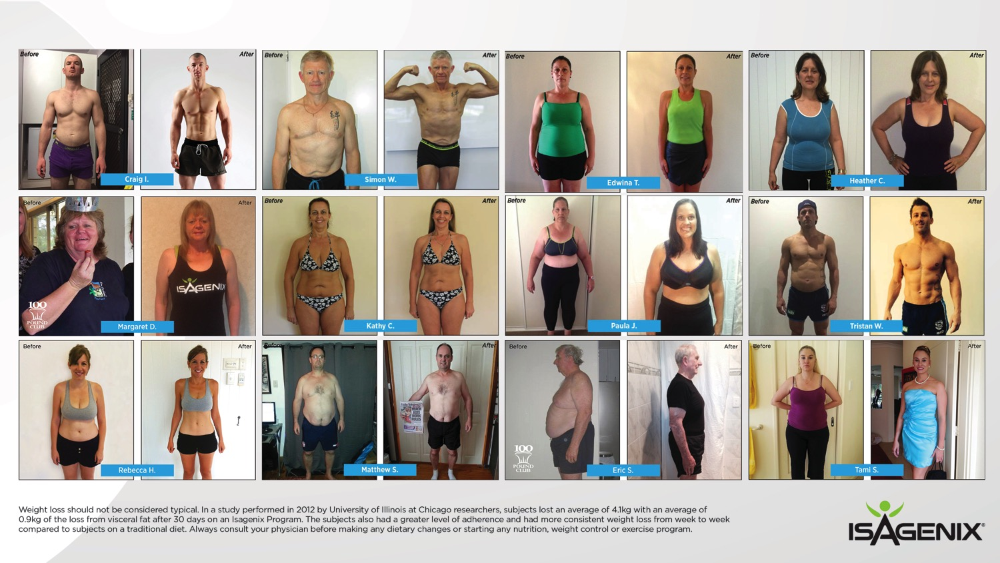 Before
After
Before
After
Before
After
Before
After
Craig I.
Simon W.
Edwina T.
Heather C.
Before
After
Before
After
Before
After
Before
After
ISAGENIX
100
POUND
CLUB
Margaret D.
Kathy C.
Paula J.
Tristan W.
Before
After
Before
After
Before
After
Before
After
TEACH
KIDS
WORK
RULES
100
POUND
CLUB
Rebecca H.
Matthew S.
Eric S.
Tami S.
Weight loss should not be considered typical. In a study performed in 2012 by University of Illinois at Chicago researchers, subjects lost an average of 4.1kg with an average of
0.9kg of the loss from visceral fat after 30 days on an Isagenix Program. The subjects also had a greater level of adherence and had more consistent weight loss from week to week
compared to subjects on a traditional diet. Always consult your physician before making any dietary changes or starting any nutrition, weight control or exercise program.
ISAGENIX®